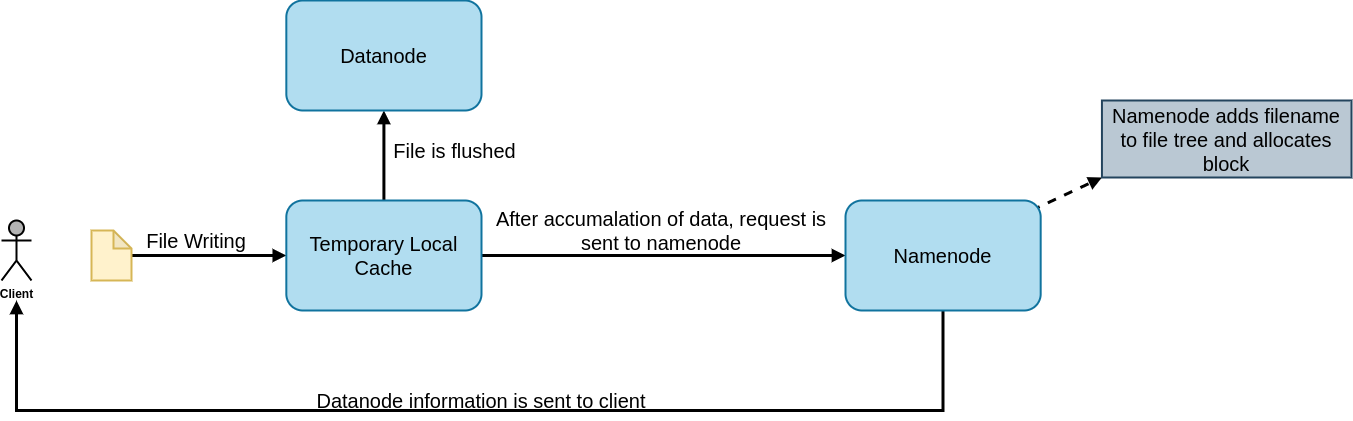 Datanode
File is flushed
Namenode adds filename
to file tree and allocates
block
After accumalation of data, request is
sent to namenode
File Writing
Temporary Local
Cache
Namenode
Client
Datanode information is sent to client